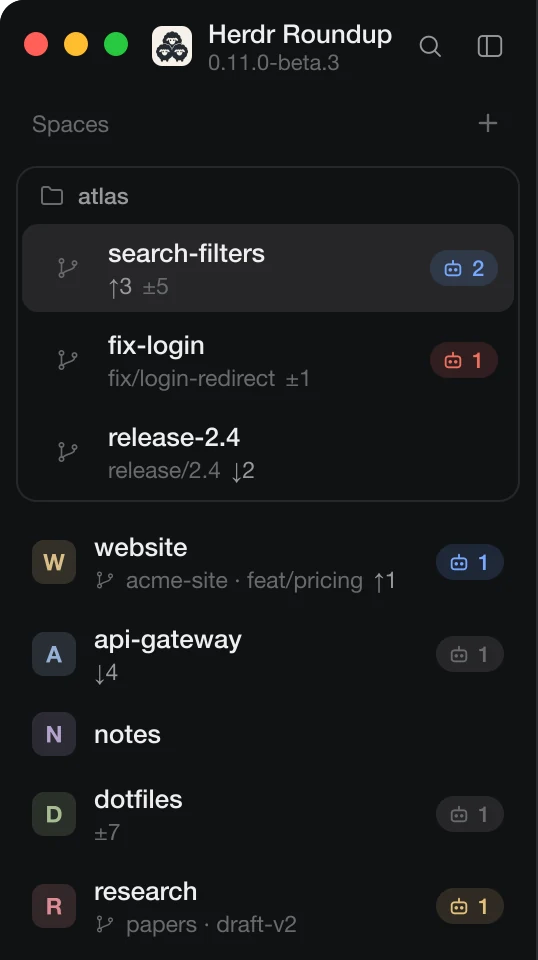 Herdr Roundup
0.11.0-beta.3
Spaces
atlas
search-filters
2
↑3 ±5
fix-login
1
fix/login-redirect ±1
release-2.4
release/2.4 ↓2
W
website
1
acme-site · feat/pricing ↑1
A
api-gateway
1
↓4
N
notes
D
dotfiles
1
±7
R
research
1
papers · draft-v2